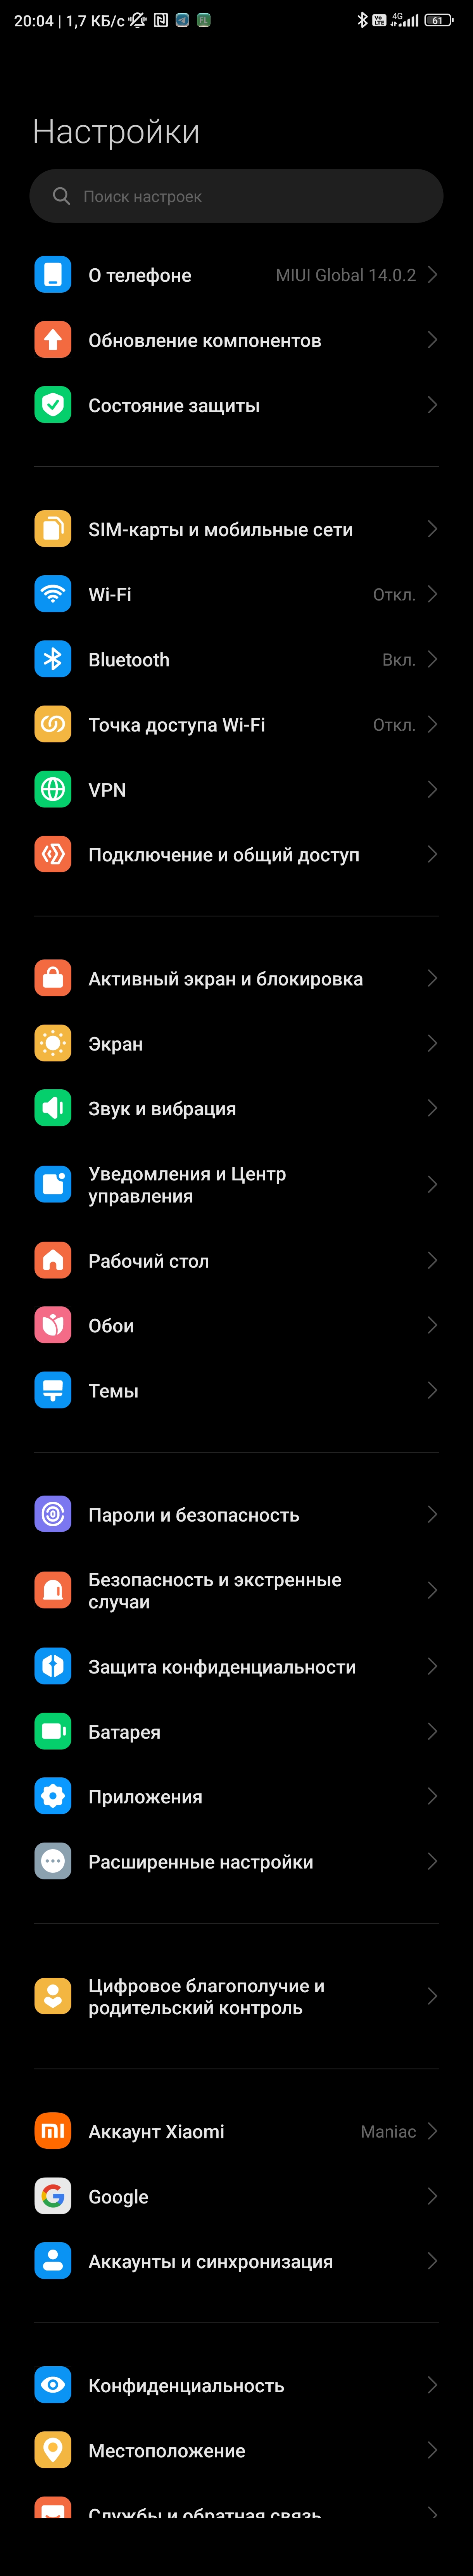 20:04 | 1,7 КБ/с
4G
61
Настройки
Поиск настроек
О телефоне MIUI Global 14.0.2
Обновление компонентов
Состояние защиты
SIM-карты и мобильные сети
Wi-Fi Откл.
Bluetooth Вкл.
Точка доступа Wi-Fi Откл.
VPN
Подключение и общий доступ
Активный экран и блокировка
Экран
Звук и вибрация
Уведомления и Центр
управления
Рабочий стол
Обои
Темы
Пароли и безопасность
Безопасность и экстренные
случаи
Защита конфиденциальности
Батарея
Приложения
Расширенные настройки
Цифровое благополучие и
родительский контроль
Аккаунт Xiaomi Maniac
Google
Аккаунты и синхронизация
Конфиденциальность
Местоположение
Службы и обратная связь